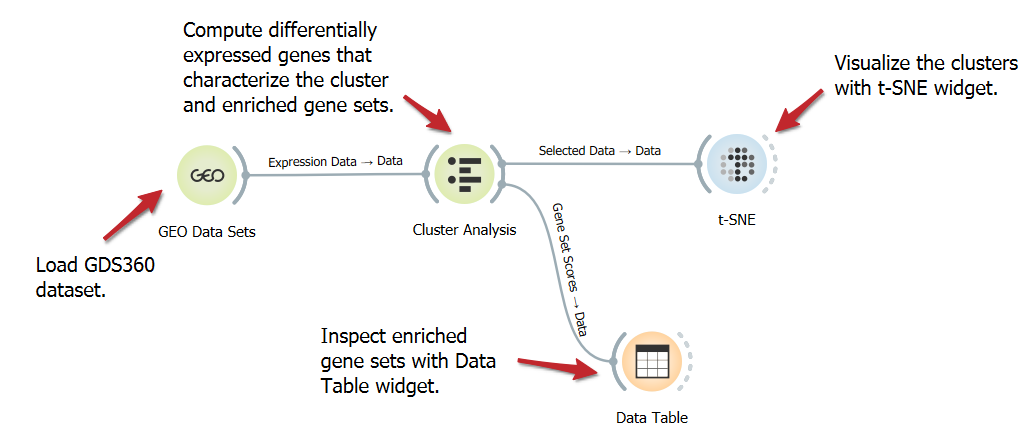 Compute differentially
expressed genes that
characterize the cluster
and enriched gene sets.
Visualize the clusters
with t-SNE widget.
Expression Data → Data
Selected Data → Data
GEO
GEO Data Sets
Cluster Analysis
t-SNE
Gene Set Scores → Data
Load GDS360
dataset.
Inspect enriched
gene sets with Data
Table widget.
Data Table